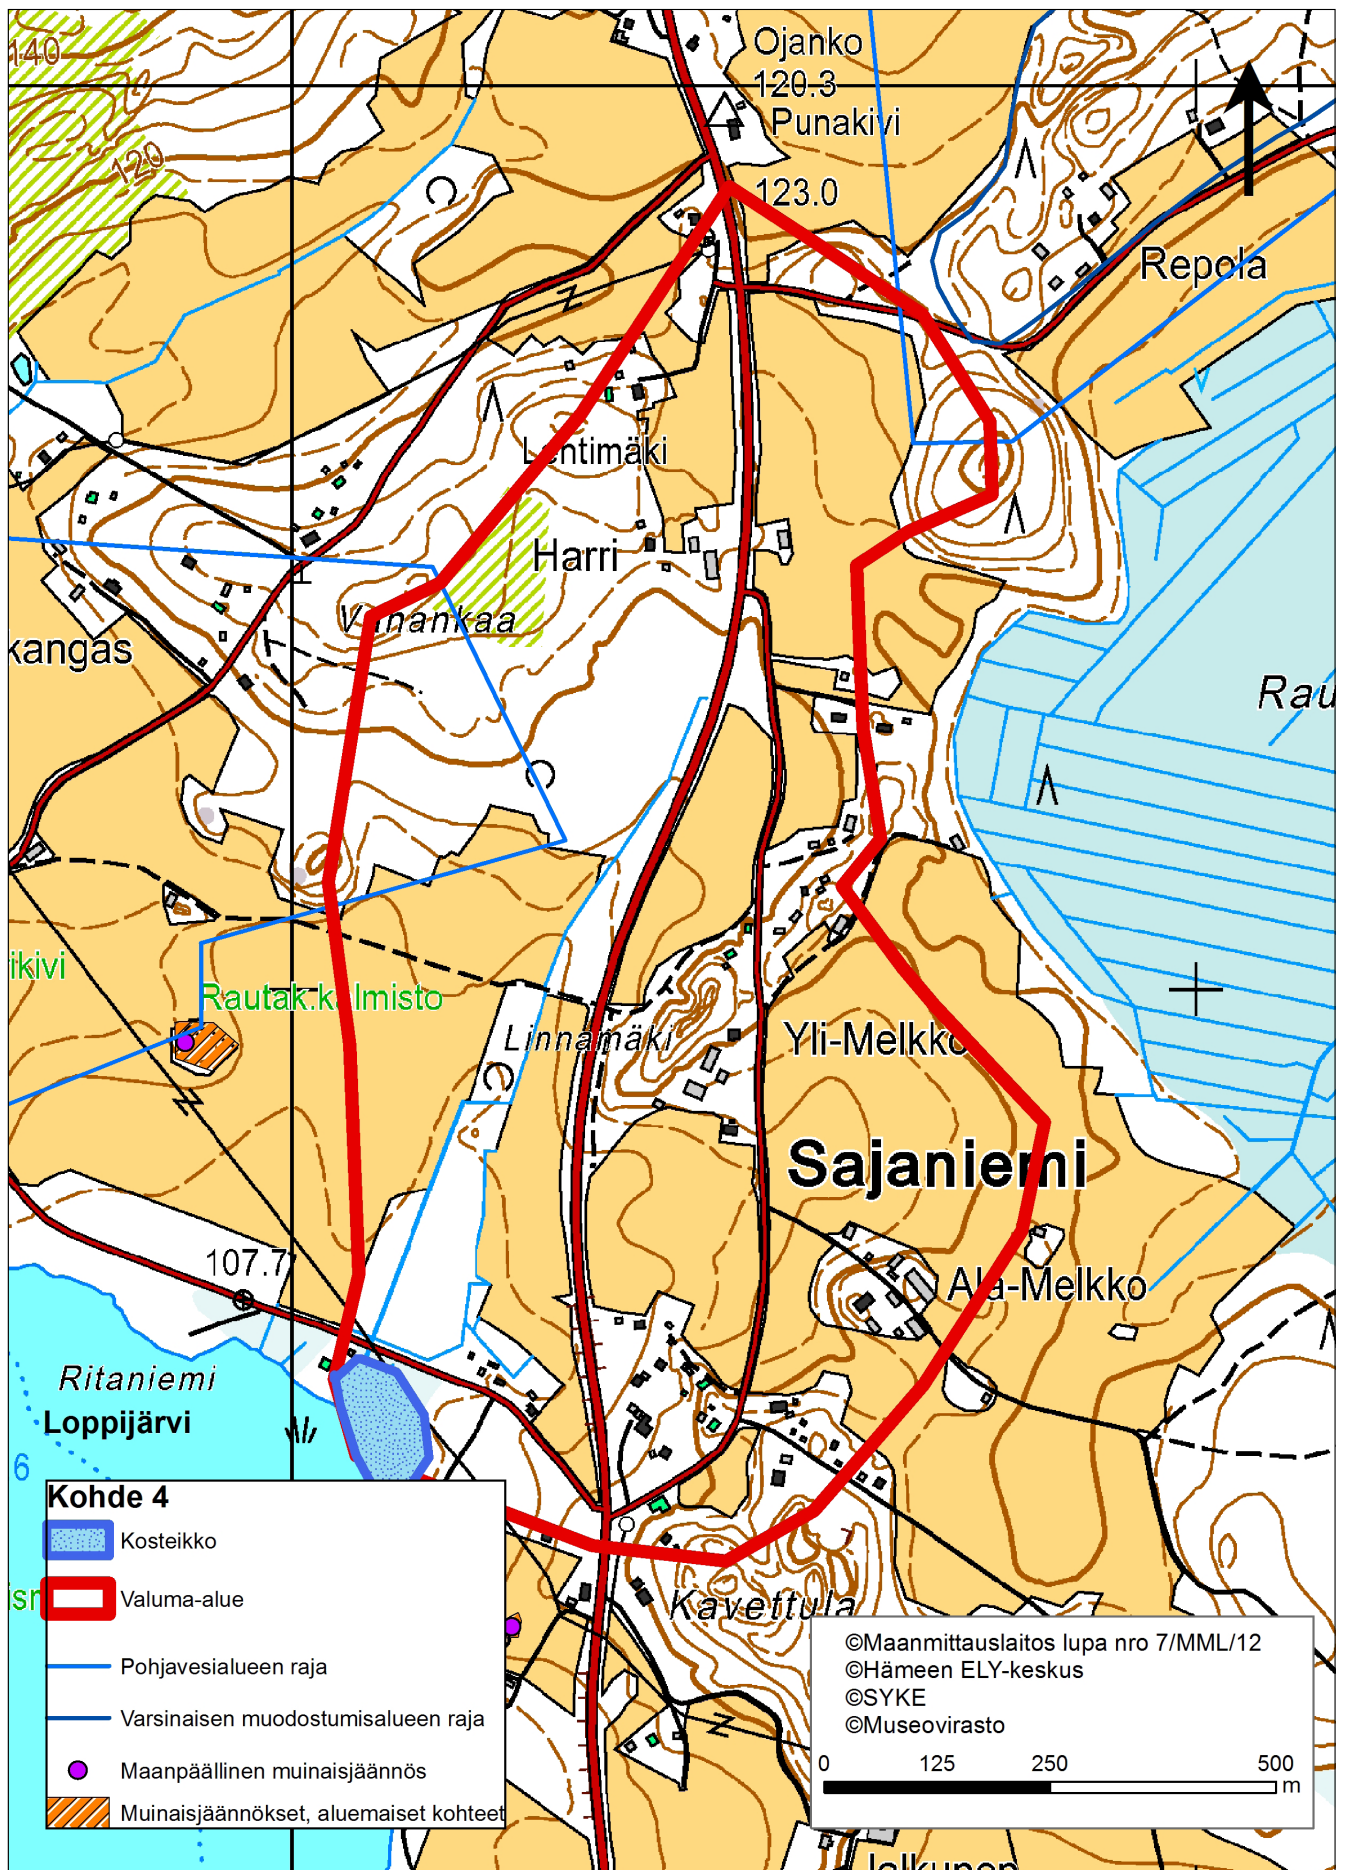 140
Ojanko
120.3
Punakivi
120
123.0
Repola
Lehtimäki
Harri
kangas
Rau
ikivi
Rautak.kalmisto
Linnamäki
Yli-Melkko
Sajaniemi
107.7
Ala-Melkko
Ritaniemi
Loppijärvi
6
Kavettula
Kohde 4
Kosteikko
Valuma-alue
Pohjavesialueen raja
Varsinaisen muodostumisalueen raja
Maanpäällinen muinaisjäännös
Muinaisjäännökset, aluemaiset kohteet
©Maanmittauslaitos lupa nro 7/MML/12
©Hämeen ELY-keskus
©SYKE
©Museovirasto
0 125 250 500
m